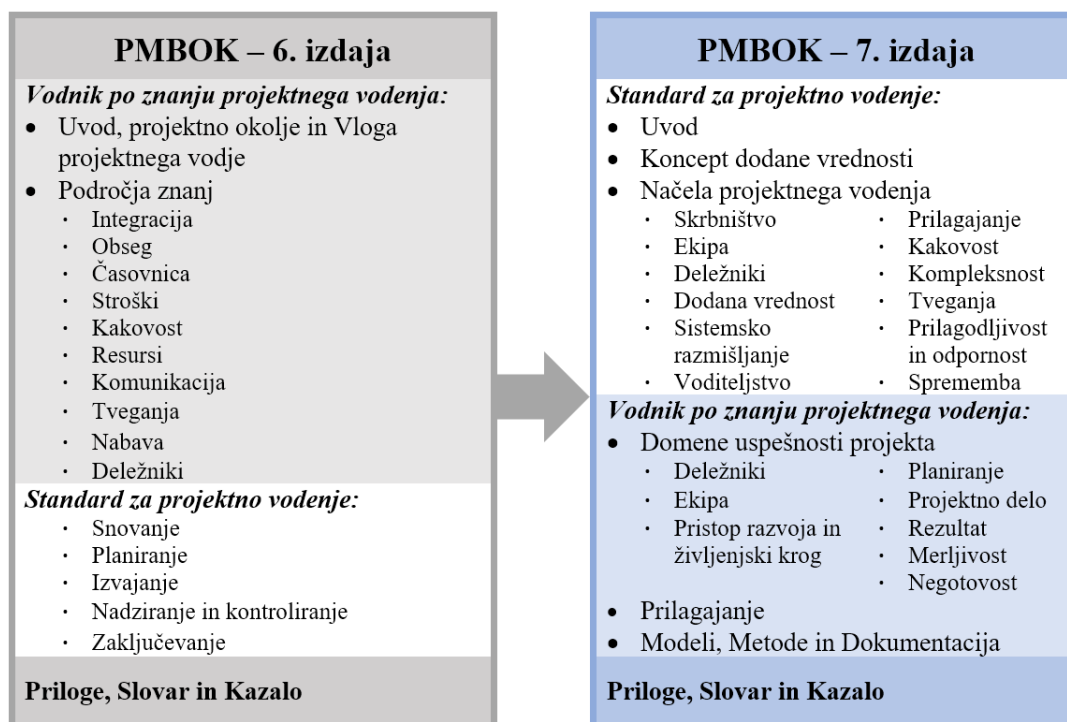 PMBOK – 6. izdaja
Vodnik po znanju projektnega vodenja:
• Uvod, projektno okolje in Vloga
projektnega vodje
• Področja znanj
· Integracija
· Obseg
· Časovnica
· Stroški
· Kakovost
· Resursi
· Komunikacija
· Tveganja
· Nabava
· Deležniki
Standard za projektno vodenje:
· Snovanje
· Planiranje
· Izvajanje
· Nadziranje in kontroliranje
· Zaključevanje
Priloge, Slovar in Kazalo
PMBOK – 7. izdaja
Standard za projektno vodenje:
• Uvod
• Koncept dodane vrednosti
• Načela projektnega vodenja
· Skrbništvo
· Ekipa
· Deležniki
· Dodana vrednost
· Sistemsko
razmišljanje
· Voditeljstvo
· Prilagajanje
· Kakovost
· Kompleksnost
· Tveganja
· Prilagodljivost
in odpornost
· Sprememba
Vodnik po znanju projektnega vodenja:
• Domene uspešnosti projekta
· Deležniki
· Ekipa
· Pristop razvoja in
življenjski krog
· Planiranje
· Projektno delo
· Rezultat
· Merljivost
· Negotovost
• Prilagajanje
• Modeli, Metode in Dokumentacija
Priloge, Slovar in Kazalo